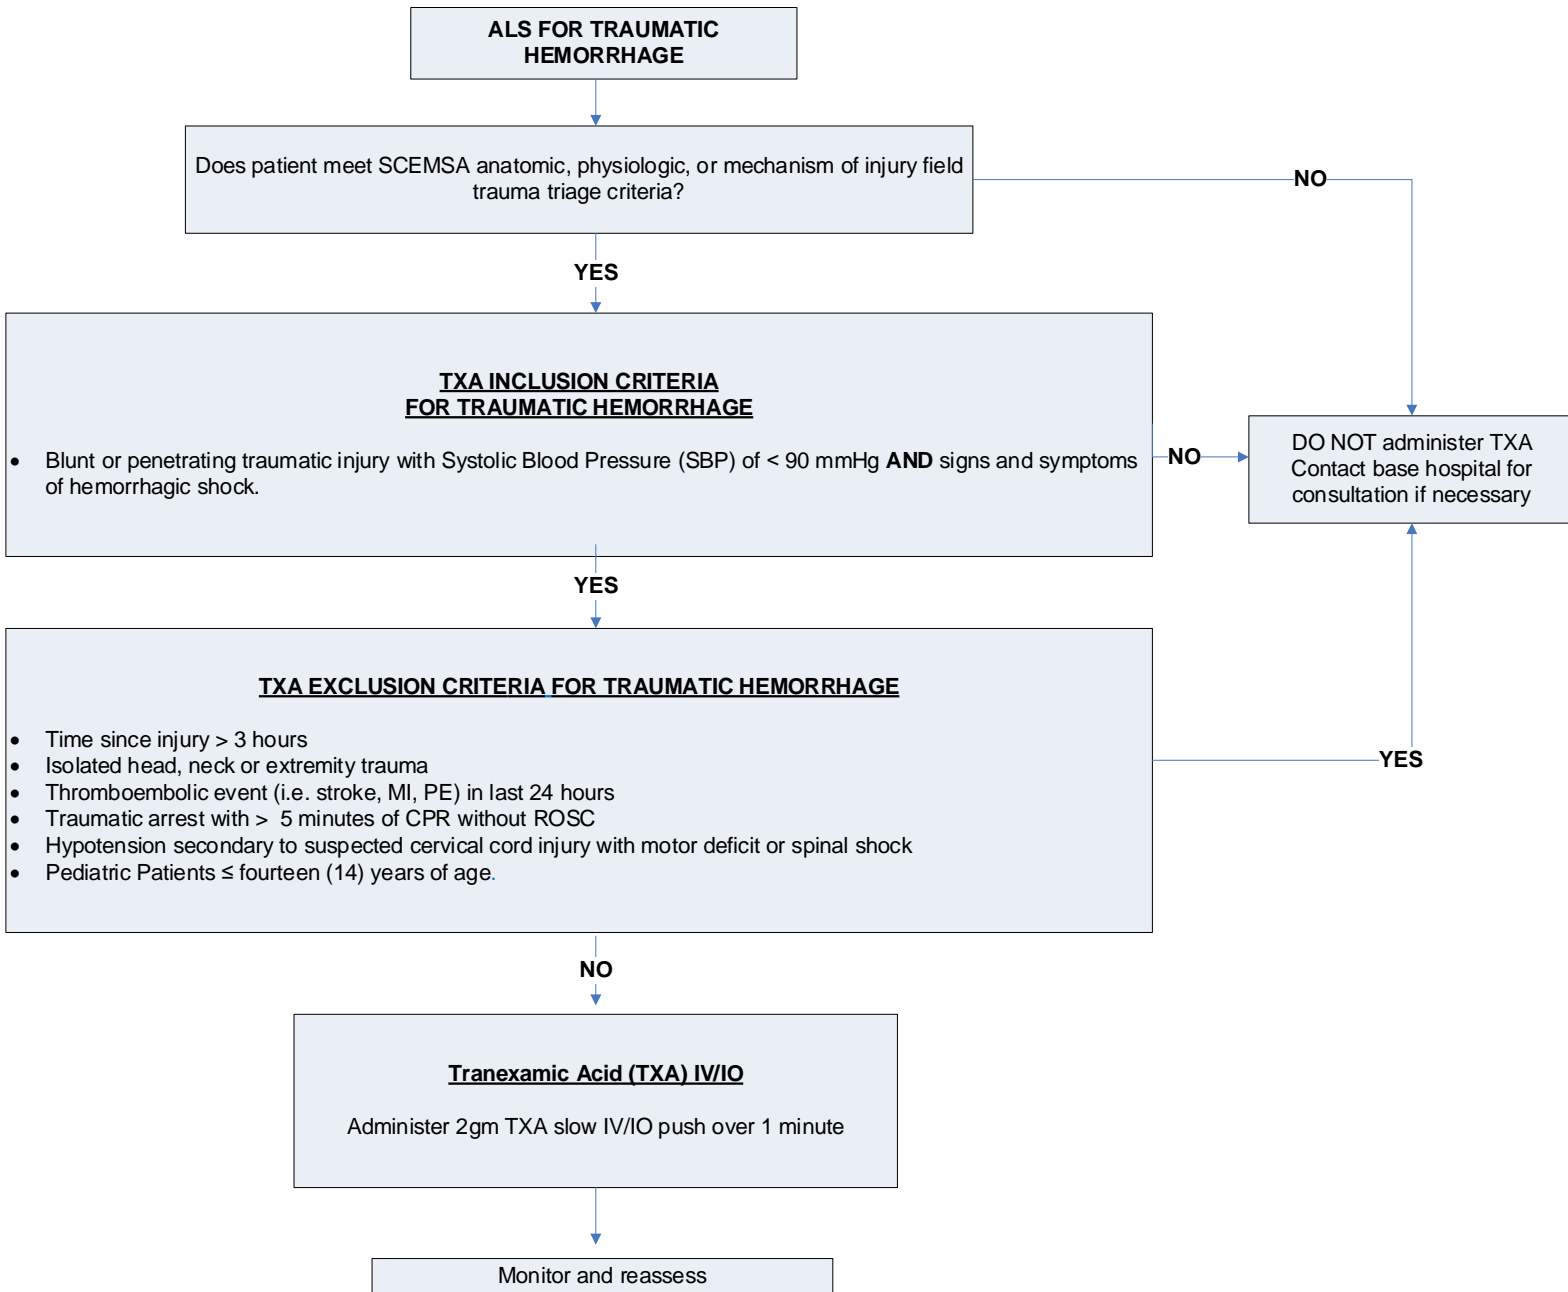 ALS FOR TRAUMATIC
HEMORRHAGE
Does patient meet SCEMSA anatomic, physiologic, or mechanism of injury field
trauma triage criteria?
NO
YES
TXA INCLUSION CRITERIA
FOR TRAUMATIC HEMORRHAGE
• Blunt or penetrating traumatic injury with Systolic Blood Pressure (SBP) of < 90 mmHg AND signs and symptoms
of hemorrhagic shock.
NO
DO NOT administer TXA
Contact base hospital for
consultation if necessary
YES
TXA EXCLUSION CRITERIA FOR TRAUMATIC HEMORRHAGE
• Time since injury > 3 hours
• Isolated head, neck or extremity trauma
• Thromboembolic event (i.e. stroke, MI, PE) in last 24 hours
• Traumatic arrest with > 5 minutes of CPR without ROSC
• Hypotension secondary to suspected cervical cord injury with motor deficit or spinal shock
• Pediatric Patients ≤ fourteen (14) years of age.
YES
NO
Tranexamic Acid (TXA) IV/IO
Administer 2gm TXA slow IV/IO push over 1 minute
Monitor and reassess